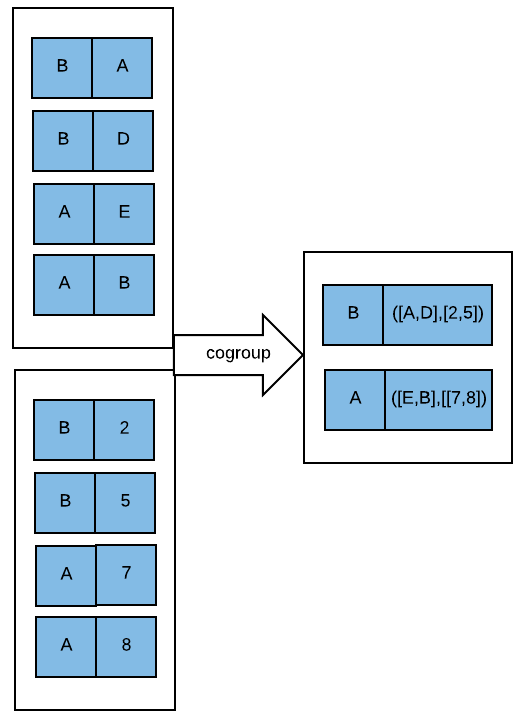 B A
B D
A E
A B
cogroup
B 2
B 5
A 7
A 8
B ([A,D],[2,5])
A ([E,B],[[7,8])